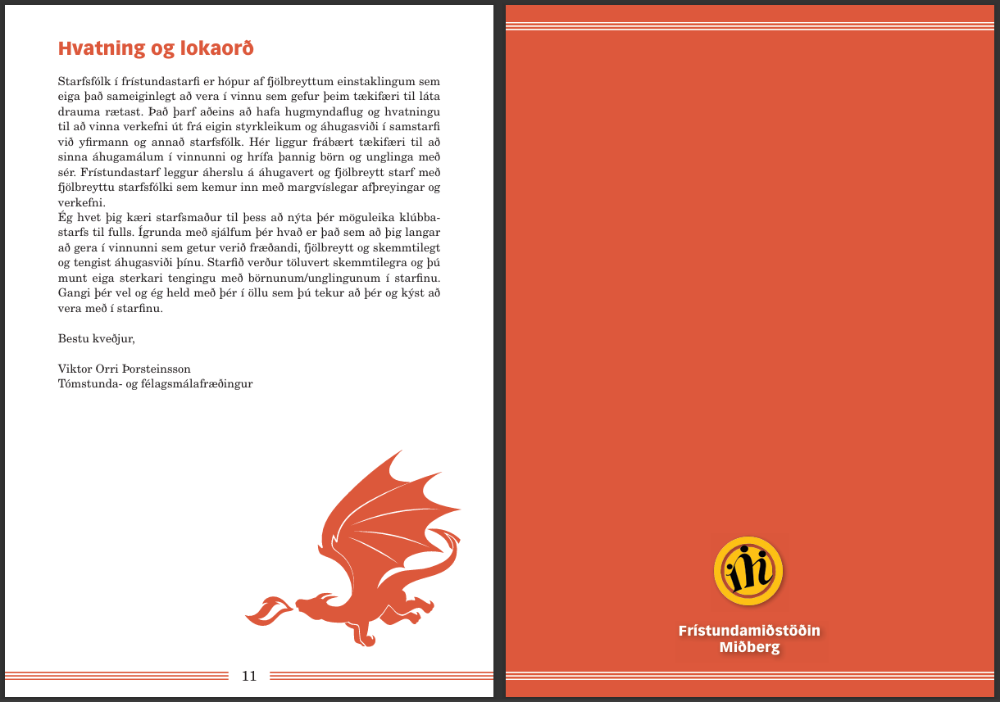 Hvatning og lokaorð
Starfsfólk í frístundastarfi er hópur af fjölbreyttum einstaklingum sem
eiga það sameiginlegt að vera í vinnu sem gefur þeim tækifæri til láta
drauma rætast. Það þarf aðeins að hafa hugmyndaflug og hvatningu
til að vinna verkefni út frá eigin styrkleikum og áhugasviði í samstarfi
við yfirmann og annað starfsfólk. Hér liggur frábært tækifæri til að
sinna áhugamálum í vinnunni og hrífa þannig börn og unglinga með
sér. Frístundastarf leggur áherslu á áhugavert og fjölbreytt starf með
fjölbreyttu starfsfólki sem kemur inn með margvíslegar afþreyingar og
verkefni.
Ég hvet þig kæri starfsmaður til þess að nýta þér möguleika klúbba-
starfs til fulls. Ígrunda með sjálfum þér hvað er það sem að þig langar
að gera í vinnunni sem getur verið fræðandi, fjölbreytt og skemmtilegt
og tengist áhugasviði þínu. Starfið verður töluvert skemmtilegra og þú
munt eiga sterkari tengingu með börnunum/unglingunum í starfinu.
Gangi þér vel og ég held með þér í öllu sem þú tekur að þér og kýst að
vera með í starfinu.
Bestu kveðjur,
Viktor Orri Þorsteinsson
Tómstunda- og félagsmálafræðingur
11
Frístundamiðstöðin
Miðberg